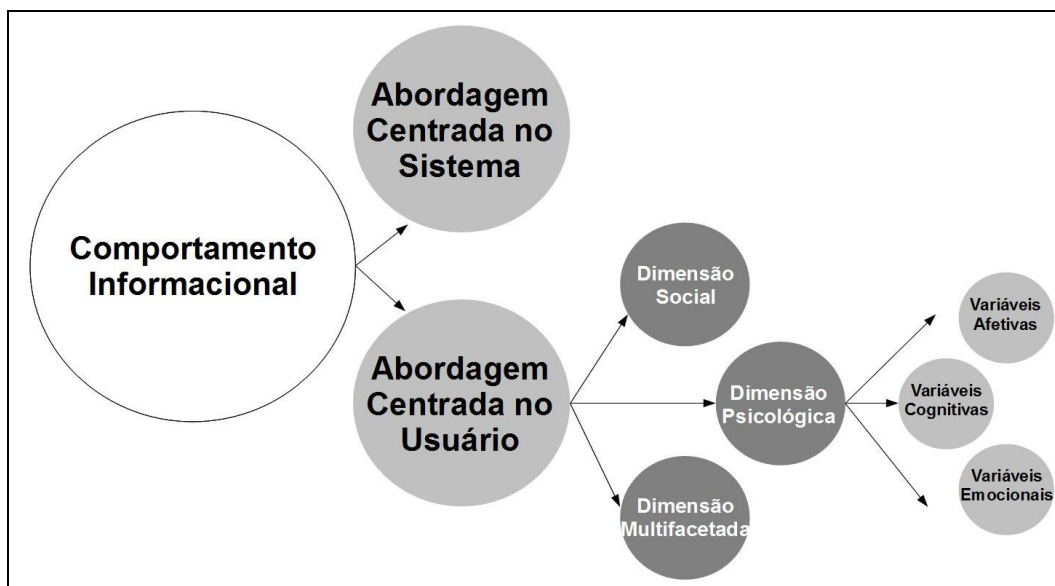 Comportamento
Informacional
Abordagem
Centrada no
Sistema
Abordagem
Centrada no
Usuário
Dimensão
Social
Dimensão
Psicológica
Dimensão
Multifacetada
Variáveis
Afetivas
Variáveis
Cognitivas
Variáveis
Emocionais